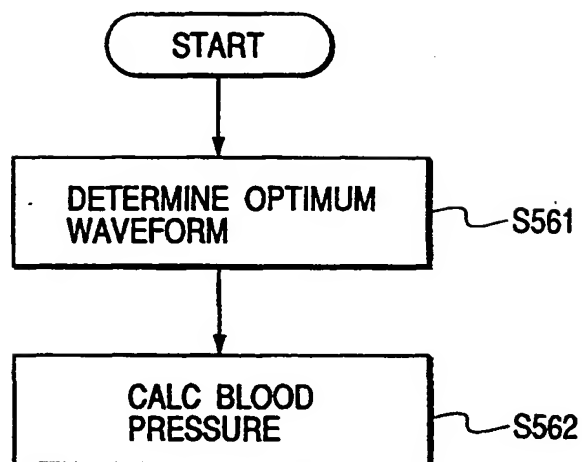 START
DETERMINE OPTIMUM
WAVEFORM
S561
CALC BLOOD
PRESSURE
S562